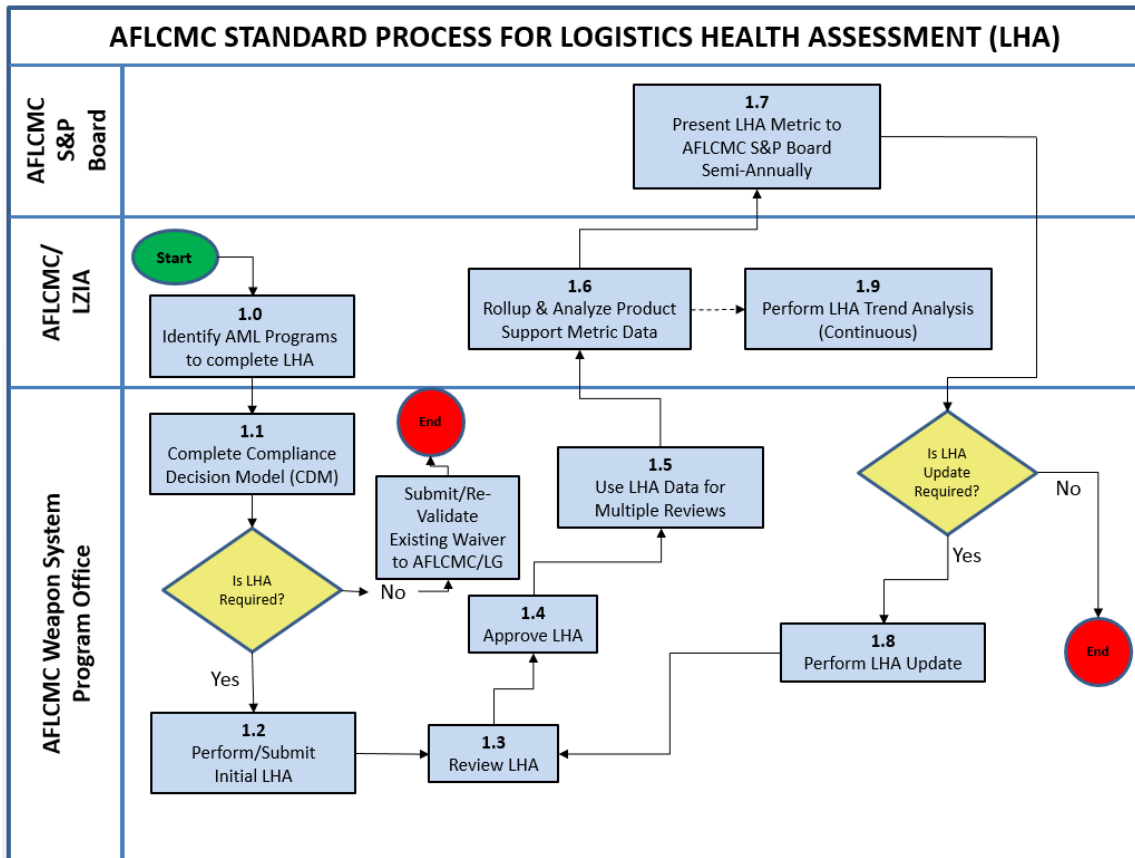 AFLCMC STANDARD PROCESS FOR LOGISTICS HEALTH ASSESSMENT (LHA)
AFLCMC
S&P
Board
1.7
Present LHA Metric to
AFLCMC S&P Board
Semi-Annually
AFLCMC/
LZIA
Start
1.0
Identify AML Programs
to complete LHA
1.6
Rollup & Analyze Product
Support Metric Data
1.9
Perform LHA Trend Analysis
(Continuous)
AFLCMC Weapon System
Program Office
1.1
Complete Compliance
Decision Model (CDM)
Is LHA
Required?
No
Submit/Re-
Validate
Existing Waiver
to AFLCMC/LG
End
Yes
1.2
Perform/Submit
Initial LHA
1.3
Review LHA
1.4
Approve LHA
1.5
Use LHA Data for
Multiple Reviews
Is LHA
Update
Required?
No
End
Yes
1.8
Perform LHA Update